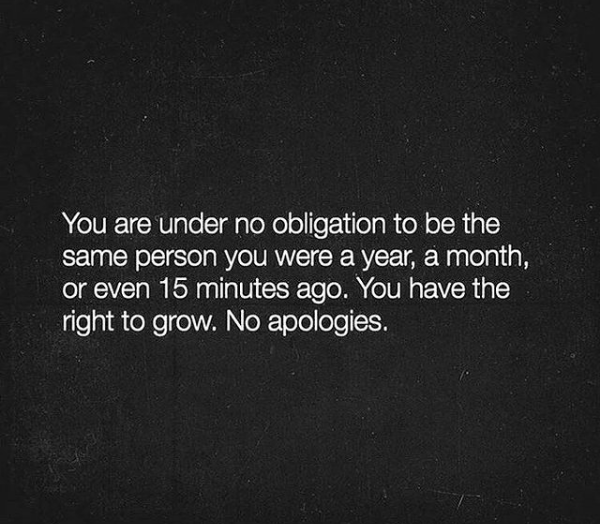 You are under no obligation to be the
same person you were a year, a month,
or even 15 minutes ago. You have the
right to grow. No apologies.